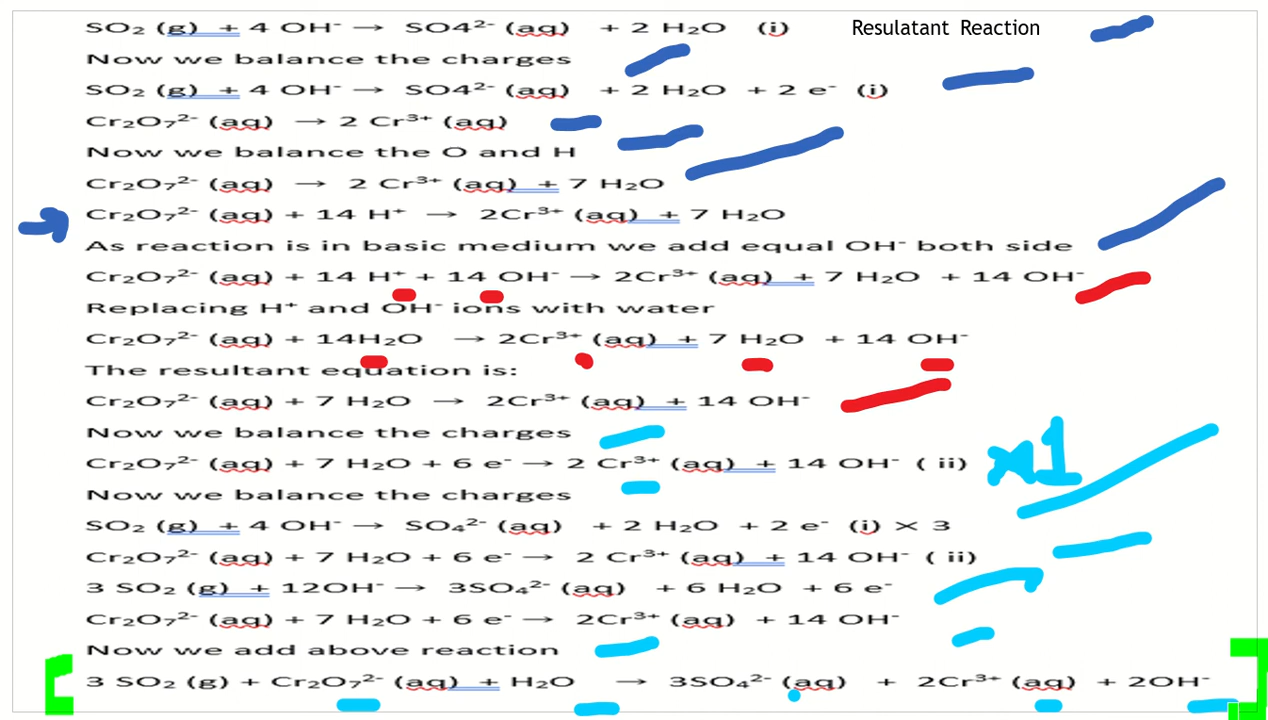 SO₂ (g) + 4 OH⁻ → SO4²⁻ (aq) + 2 H₂O (i) Resulatant Reaction
Now we balance the charges
SO₂ (g) + 4 OH⁻ → SO4²⁻ (aq) + 2 H₂O + 2 e⁻ (i)
Cr₂O₇²⁻ (aq) → 2 Cr³⁺ (aq)
Now we balance the O and H
Cr₂O₇²⁻ (aq) → 2 Cr³⁺ (aq) + 7 H₂O
Cr₂O₇²⁻ (aq) + 14 H⁺ → 2Cr³⁺ (aq) + 7 H₂O
As reaction is in basic medium we add equal OH⁻ both side
Cr₂O₇²⁻ (aq) + 14 H⁺ + 14 OH⁻ → 2Cr³⁺ (aq) + 7 H₂O + 14 OH⁻
Replacing H⁺ and OH⁻ ions with water
Cr₂O₇²⁻ (aq) + 14H₂O → 2Cr³⁺ (aq) + 7 H₂O + 14 OH⁻
The resultant equation is:
Cr₂O₇²⁻ (aq) + 7 H₂O → 2Cr³⁺ (aq) + 14 OH⁻
Now we balance the charges
Cr₂O₇²⁻ (aq) + 7 H₂O + 6 e⁻ → 2 Cr³⁺ (aq) + 14 OH⁻ ( ii) ×1
Now we balance the charges
SO₂ (g) + 4 OH⁻ → SO₄²⁻ (aq) + 2 H₂O + 2 e⁻ (i) × 3
Cr₂O₇²⁻ (aq) + 7 H₂O + 6 e⁻ → 2 Cr³⁺ (aq) + 14 OH⁻ ( ii)
3 SO₂ (g) + 12OH⁻ → 3SO₄²⁻ (aq) + 6 H₂O + 6 e⁻
Cr₂O₇²⁻ (aq) + 7 H₂O + 6 e⁻ → 2Cr³⁺ (aq) + 14 OH⁻
Now we add above reaction
3 SO₂ (g) + Cr₂O₇²⁻ (aq) + H₂O → 3SO₄²⁻ (aq) + 2Cr³⁺ (aq) + 2OH⁻